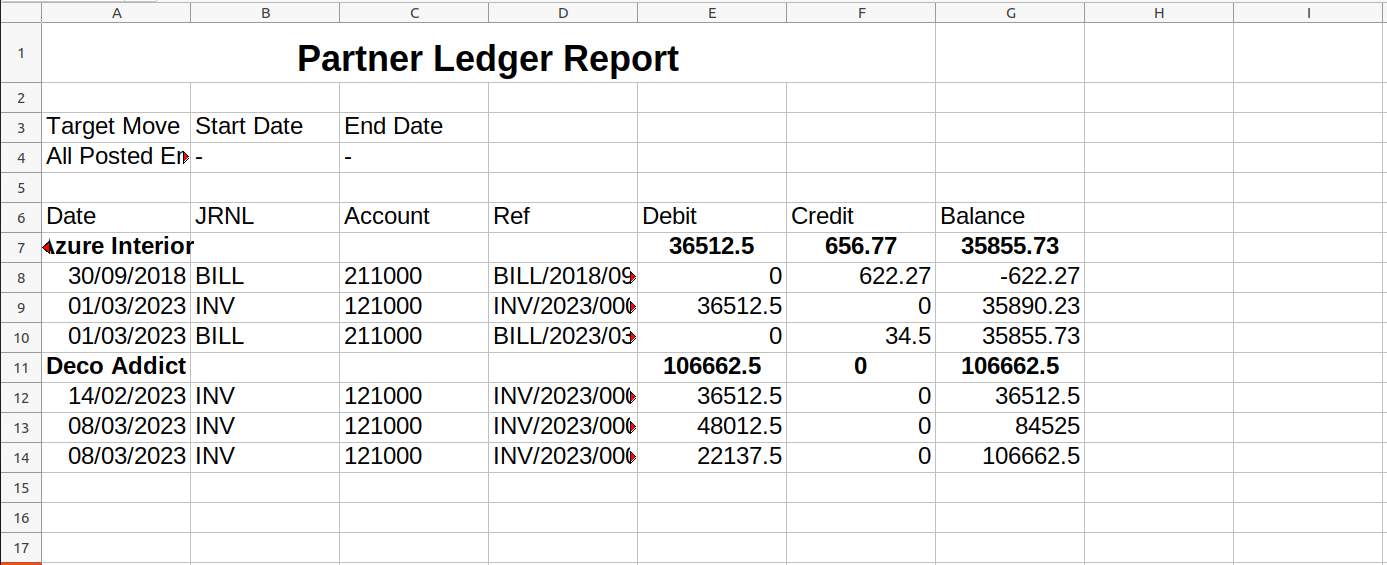 A B C D E F G H I
1 Partner Ledger Report
2
3 Target Move Start Date End Date
4 All Posted - -
5
6 Date JRNL Account Ref Debit Credit Balance
7 Azure Interior 36512.5 656.77 35855.73
8 30/09/2018 BILL 211000 BILL/2018/09 0 622.27 -622.27
9 01/03/2023 INV 121000 INV/2023/000 36512.5 0 35890.23
10 01/03/2023 BILL 211000 BILL/2023/03 0 34.5 35855.73
11 Deco Addict 106662.5 0 106662.5
12 14/02/2023 INV 121000 INV/2023/000 36512.5 0 36512.5
13 08/03/2023 INV 121000 INV/2023/000 48012.5 0 84525
14 08/03/2023 INV 121000 INV/2023/000 22137.5 0 106662.5
15
16
17